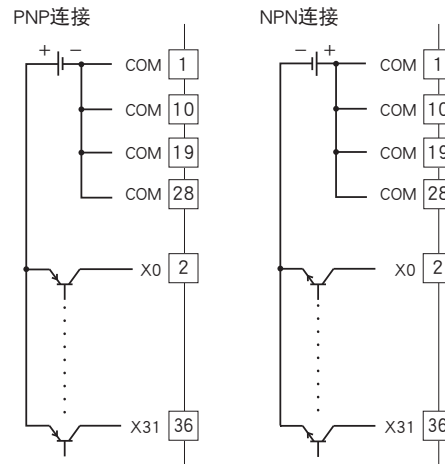 PNP连接
+ −
COM 1
COM 10
COM 19
COM 28
X0 2
X31 36
NPN连接
− +
COM 1
COM 10
COM 19
COM 28
X0 2
X31 36